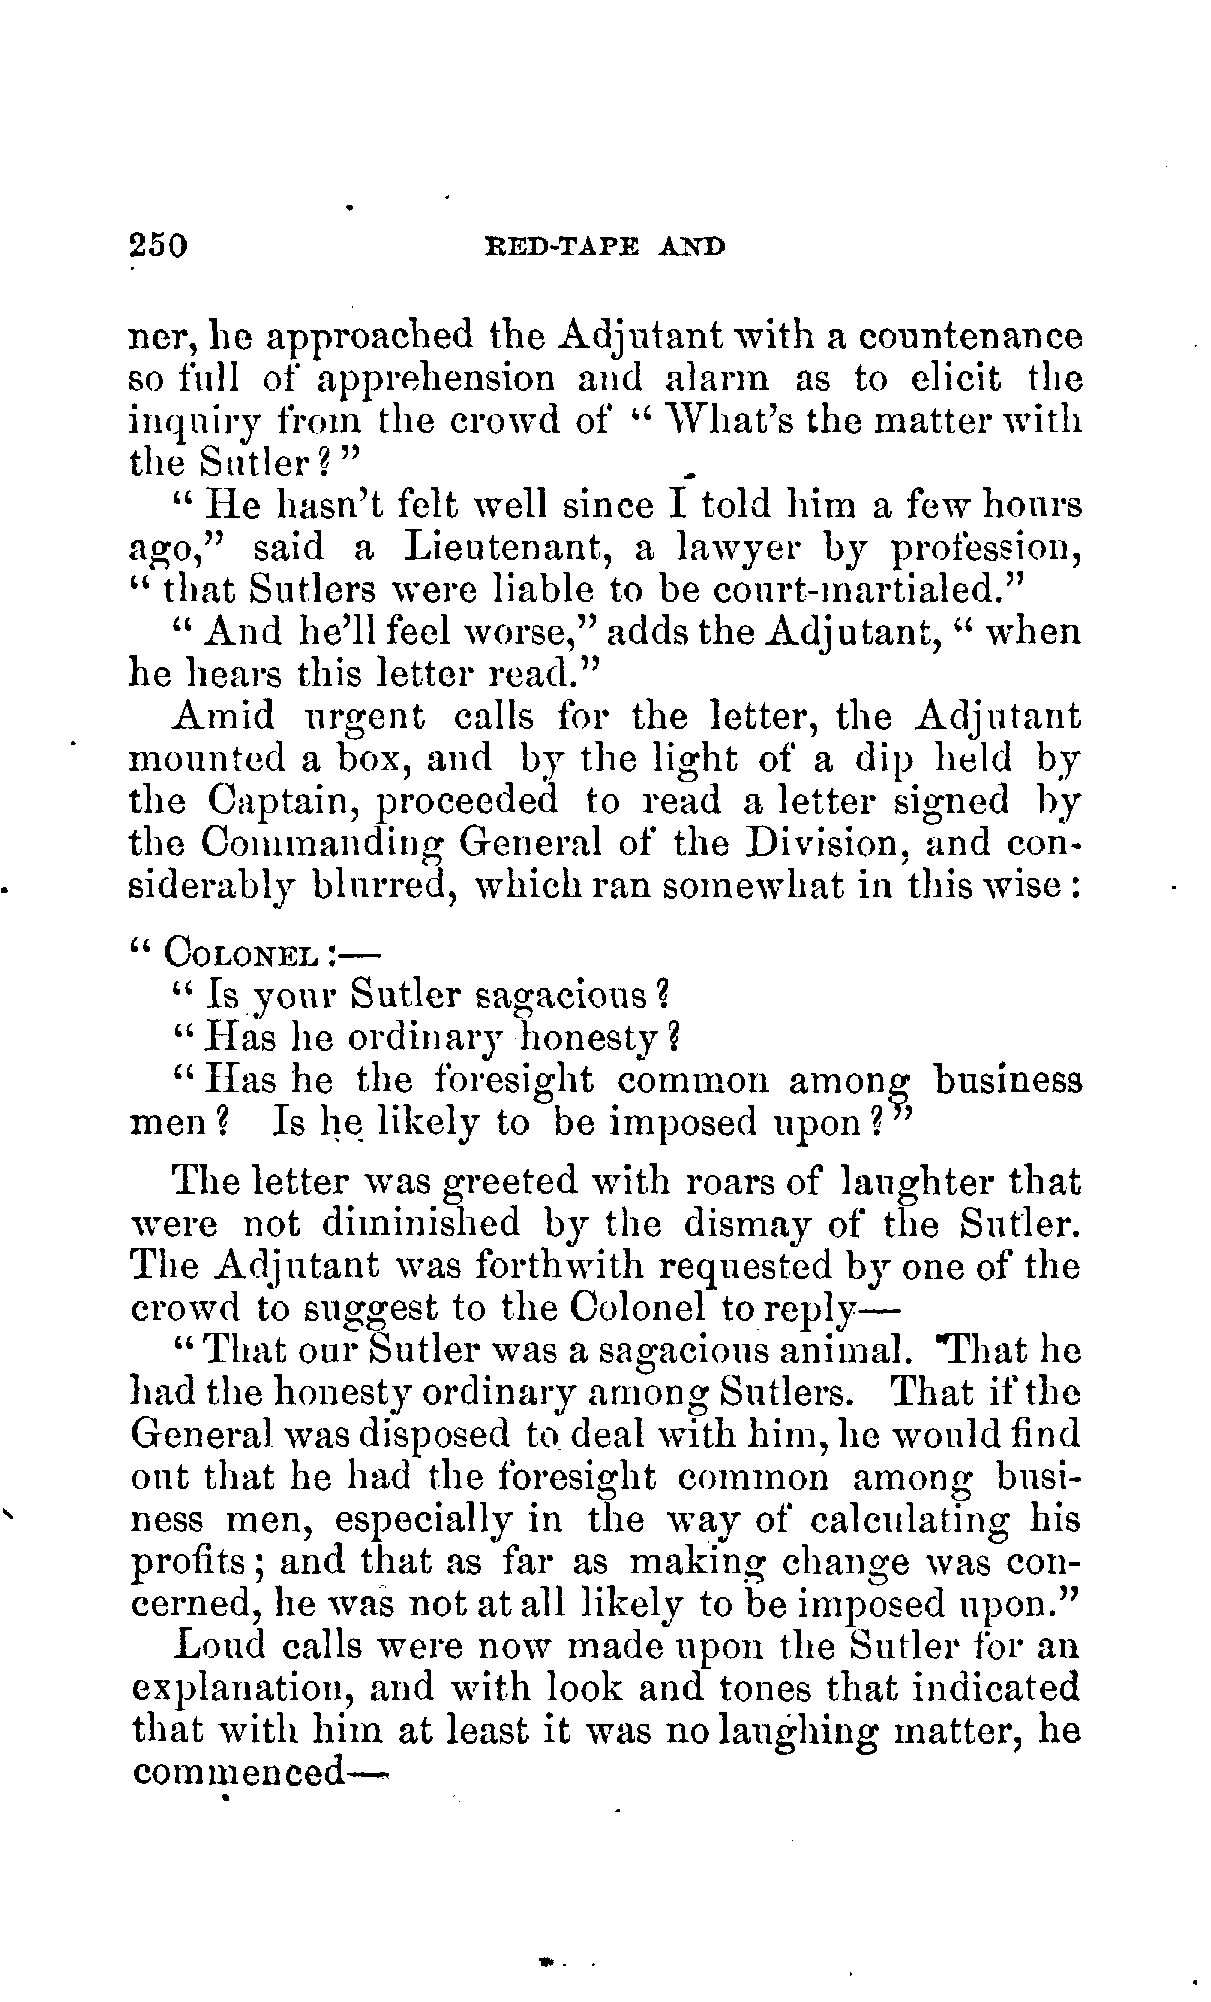 250 RED-TAPE AND
ner, he approached the Adjutant with a countenance
so full of apprehension and alarm as to elicit the
inquiry from the crowd of " What's the matter with
the Sutler?"
" He hasn't felt well since I told him a few hours
ago," said a Lieutenant, a lawyer by profession,
" that Sutlers were liable to be court-martialed."
" And he'll feel worse," adds the Adjutant, " when
he hears this letter read."
Amid urgent calls for the letter, the Adjutant
mounted a box, and by the light of a dip held by
the Captain, proceeded to read a letter signed by
the Commanding General of the Division, and con-
siderably blurred, which ran somewhat in this wise:
" COLONEL:—
" Is your Sutler sagacious?
" Has he ordinary honesty?
" Has he the foresight common among business
men? Is he likely to be imposed upon?"
The letter was greeted with roars of laughter that
were not diminished by the dismay of the Sutler.
The Adjutant was forthwith requested by one of the
crowd to suggest to the Colonel to reply—
" That our Sutler was a sagacious animal. That he
had the honesty ordinary among Sutlers. That if the
General was disposed to deal with him, he would find
out that he had the foresight common among busi-
ness men, especially in the way of calculating his
profits; and that as far as making change was con-
cerned, he was not at all likely to be imposed upon."
Loud calls were now made upon the Sutler for an
explanation, and with look and tones that indicated
that with him at least it was no laughing matter, he
commenced—